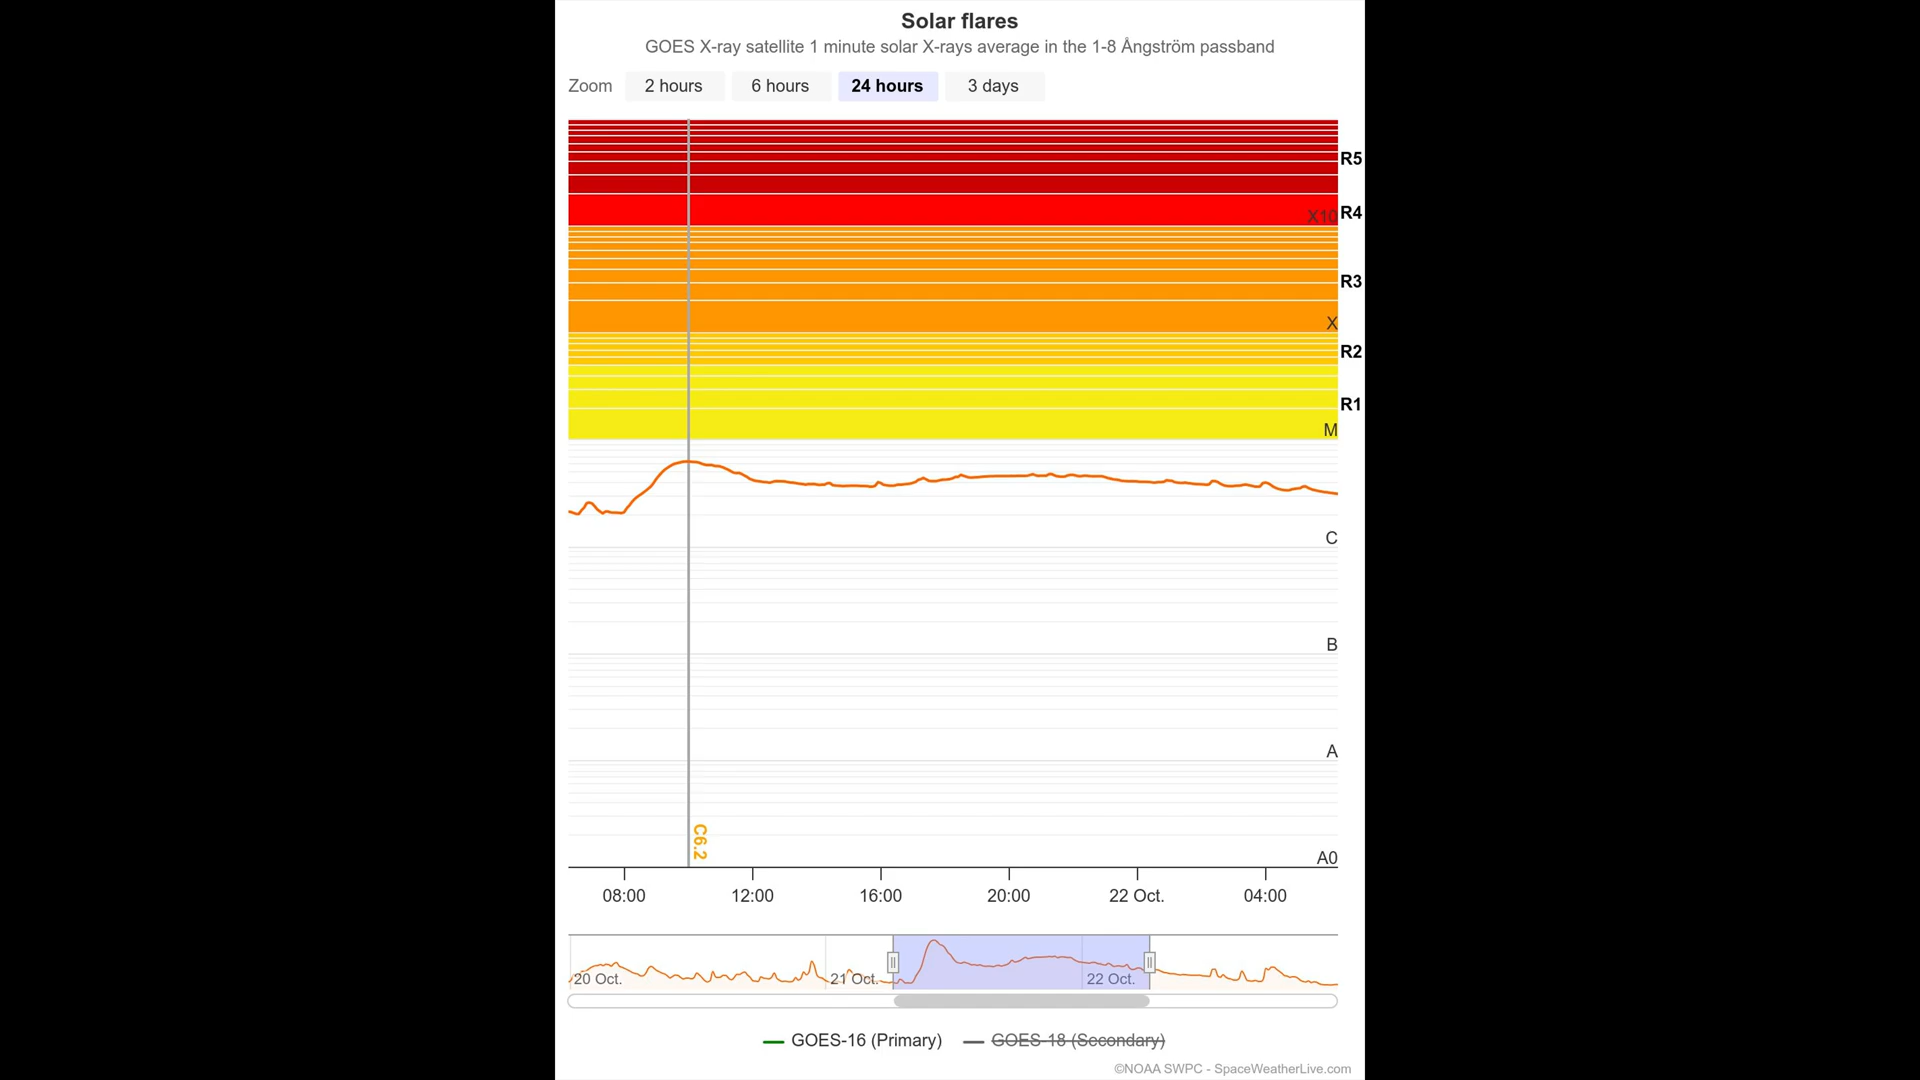 Solar flares
GOES X-ray satellite 1 minute solar X-rays average in the 1-8 Ångström passband
Zoom 2 hours 6 hours 24 hours 3 days
R5
X10 R4
R3
X
R2
R1
M
C
B
A
C6.2
A0
08:00 12:00 16:00 20:00 22 Oct. 04:00
20 Oct. 21 Oct. 22 Oct.
GOES-16 (Primary) GOES-18 (Secondary)
©NOAA SWPC - SpaceWeatherLive.com